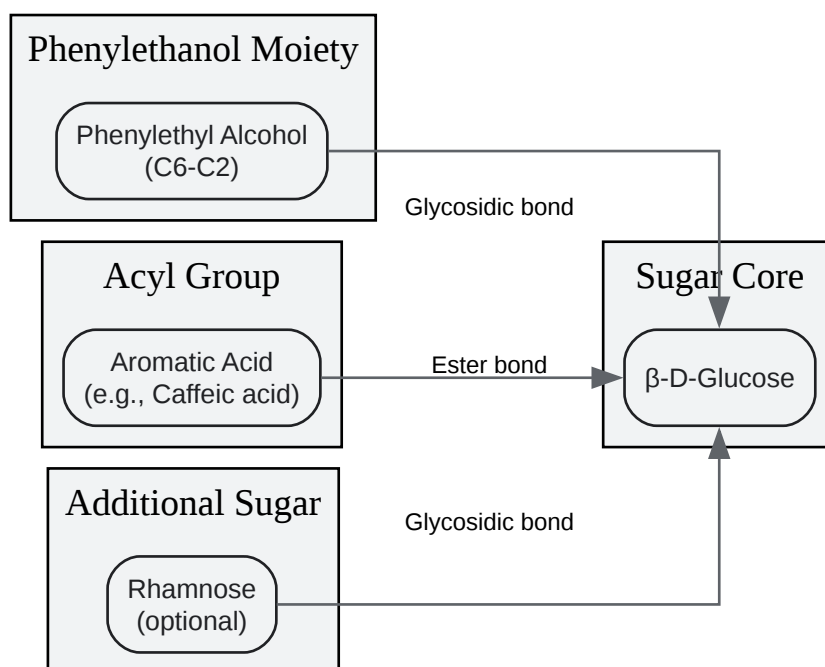 Phenylethanol Moiety
Phenylethyl Alcohol
(C6-C2)
Glycosidic bond
Acyl Group
Aromatic Acid
(e.g., Caffeic acid)
Ester bond
Sugar Core
β-D-Glucose
Additional Sugar
Rhamnose
(optional)
Glycosidic bond